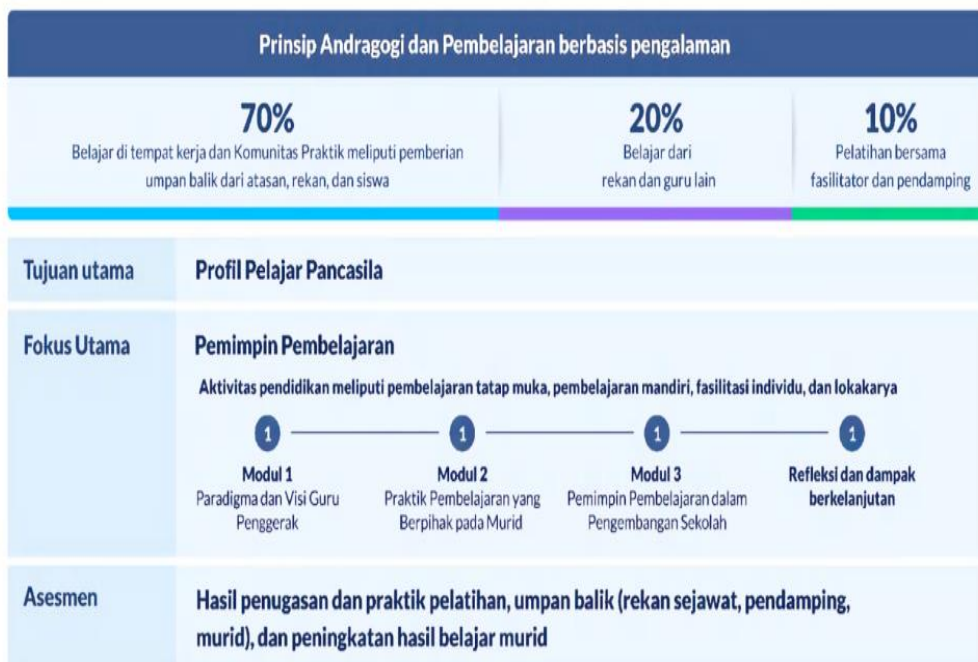 Prinsip Andragogi dan Pembelajaran berbasis pengalaman
70%
Belajar di tempat kerja dan Komunitas Praktik meliputi pemberian
umpan balik dari atasan, rekan, dan siswa
20%
Belajar dari
rekan dan guru lain
10%
Pelatihan bersama
fasilitator dan pendamping
Tujuan utama
Profil Pelajar Pancasila
Fokus Utama
Pemimpin Pembelajaran
Aktivitas pendidikan meliputi pembelajaran tatap muka, pembelajaran mandiri, fasilitasi individu, dan lokakarya
1
Modul 1
Paradigma dan Visi Guru
Penggerak
1
Modul 2
Praktik Pembelajaran yang
Berpihak pada Murid
1
Modul 3
Pemimpin Pembelajaran dalam
Pengembangan Sekolah
1
Refleksi dan dampak
berkelanjutan
Asesmen
Hasil penugasan dan praktik pelatihan, umpan balik (rekan sejawat, pendamping,
murid), dan peningkatan hasil belajar murid